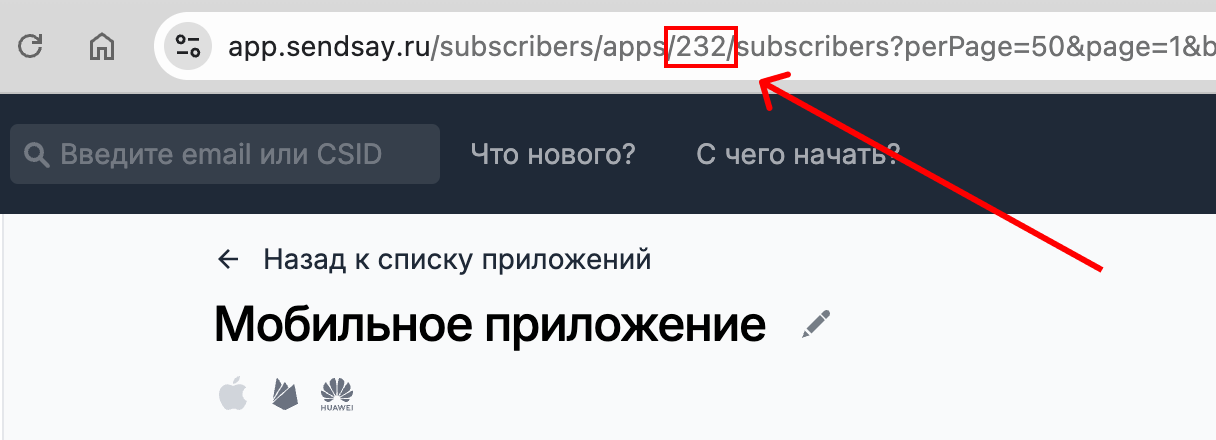 app.sendsay.ru/subscribers/apps/232/subscribers?perPage=50&page=1&b
Введите email или CSID
Что нового?
С чего начать?
← Назад к списку приложений
Мобильное приложение
HUAWEI